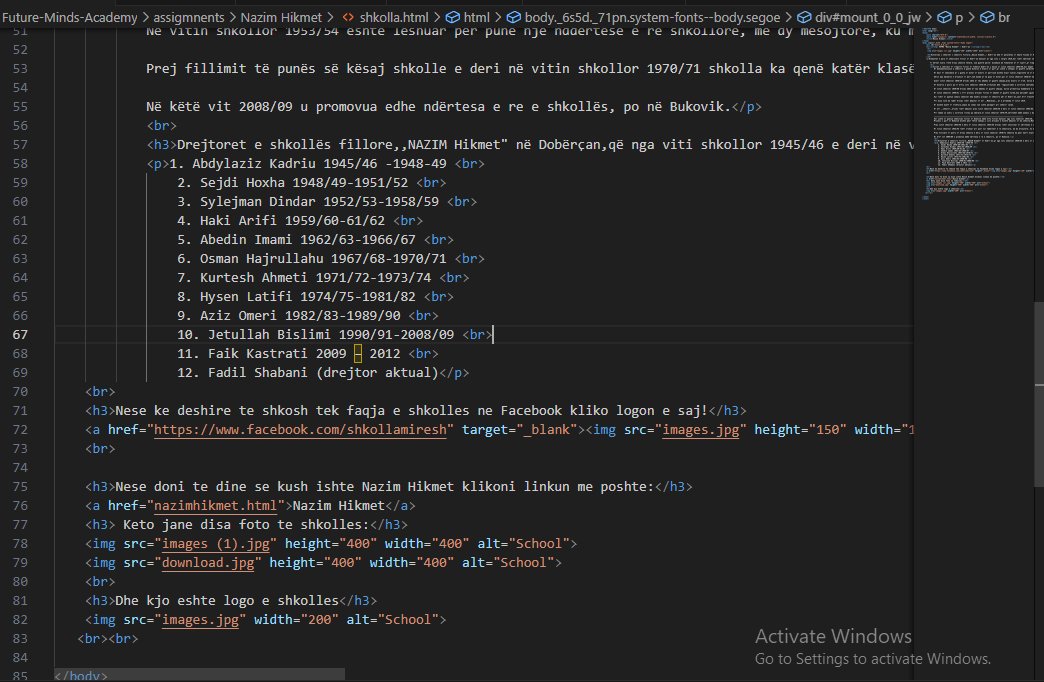 Future-Minds-Academy > assigmnents > Nazim Hikmet > <> shkolla.html > html > body._6s5d._71pn.system-fonts--body.segoe > div#mount_0_0_jw > p > br
51 Në vitin shkollor 1953/54 është lëshuar për punë një nddërtesë e re shkollore, me dy mësojtore, ku m
52
53 Prej fillimit të punës së kësaj shkolle e deri në vitin shkollor 1970/71 shkolla ka qenë katër klasë
54
55 Në këtë vit 2008/09 u promovua edhe ndërtesa e re e shkollës, po në Bukovik.</p>
56 <br>
57 <h3>Drejtoret e shkollës fillore,,NAZIM Hikmet" në Dobërçan,që nga viti shkollor 1945/46 e deri në v
58 <p>1. Abdylaziz Kadriu 1945/46 -1948-49 <br>
59 2. Sejdi Hoxha 1948/49-1951/52 <br>
60 3. Sylejman Dindar 1952/53-1958/59 <br>
61 4. Haki Arifi 1959/60-61/62 <br>
62 5. Abedin Imami 1962/63-1966/67 <br>
63 6. Osman Hajrullahu 1967/68-1970/71 <br>
64 7. Kurtesh Ahmeti 1971/72-1973/74 <br>
65 8. Hysen Latifi 1974/75-1981/82 <br>
66 9. Aziz Omeri 1982/83-1989/90 <br>
67 10. Jetullah Bislimi 1990/91-2008/09 <br>
68 11. Faik Kastrati 2009 – 2012 <br>
69 12. Fadil Shabani (drejtor aktual)</p>
70 <br>
71 <h3>Nese ke deshire te shkosh tek faqja e shkolles ne Facebook kliko logon e saj!</h3>
72 <a href="https://www.facebook.com/shkollamiresh" target="_blank"><img src="images.jpg" height="150" width="1
73 <br>
74
75 <h3>Nese doni te dine se kush ishte Nazim Hikmet klikoni linkun me poshte:</h3>
76 <a href="nazimhikmet.html">Nazim Hikmet</a>
77 <h3> Keto jane disa foto te shkolles:</h3>
78 <img src="images (1).jpg" height="400" width="400" alt="School">
79 <img src="download.jpg" height="400" width="400" alt="School">
80 <br>
81 <h3>Dhe kjo eshte logo e shkolles</h3>
82 <img src="images.jpg" width="200" alt="School">
83 <br><br>
84
85 </body>
Activate Windows
Go to Settings to activate Windows.